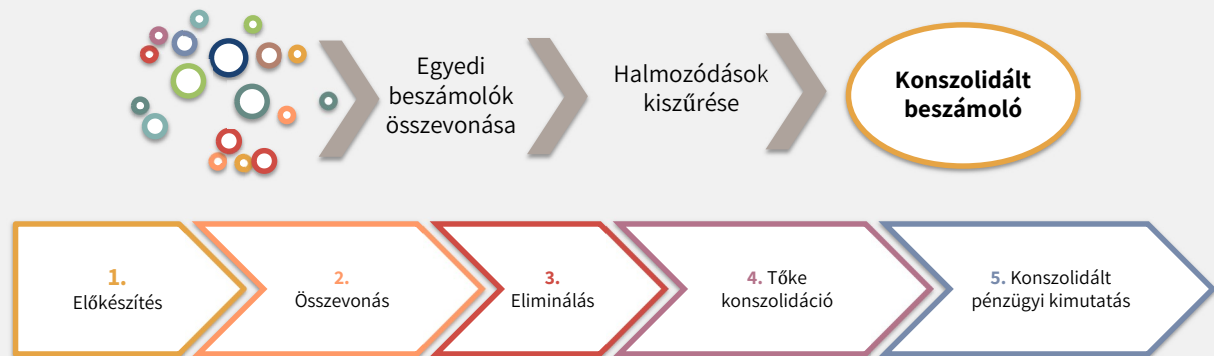 Egyedi
beszámolók
összevonása
Halmozódások
kiszűrése
Konszolidált
beszámoló
1.
Előkészítés
2.
Összevonás
3.
Eliminálás
4. Tőke
konszolidáció
5. Konszolidált
pénzügyi kimutatás